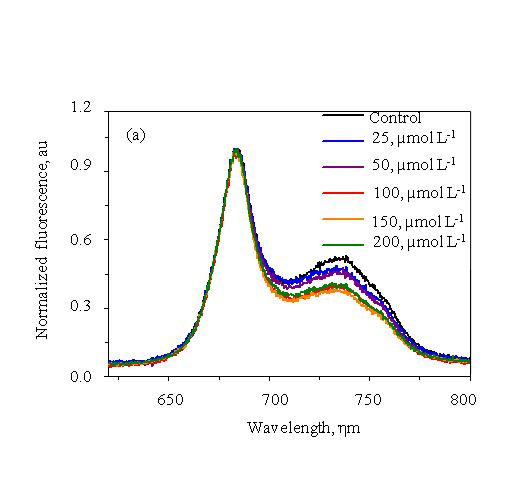 1.2
(a)
Control
25, µmol L-1
0.9
50, µmol L-1
100, µmol L-1
150, µmol L-1
0.6
200, µmol L-1
Normalized fluorescence, au
0.3
0.0
650 700 750 800
Wavelength, ηm